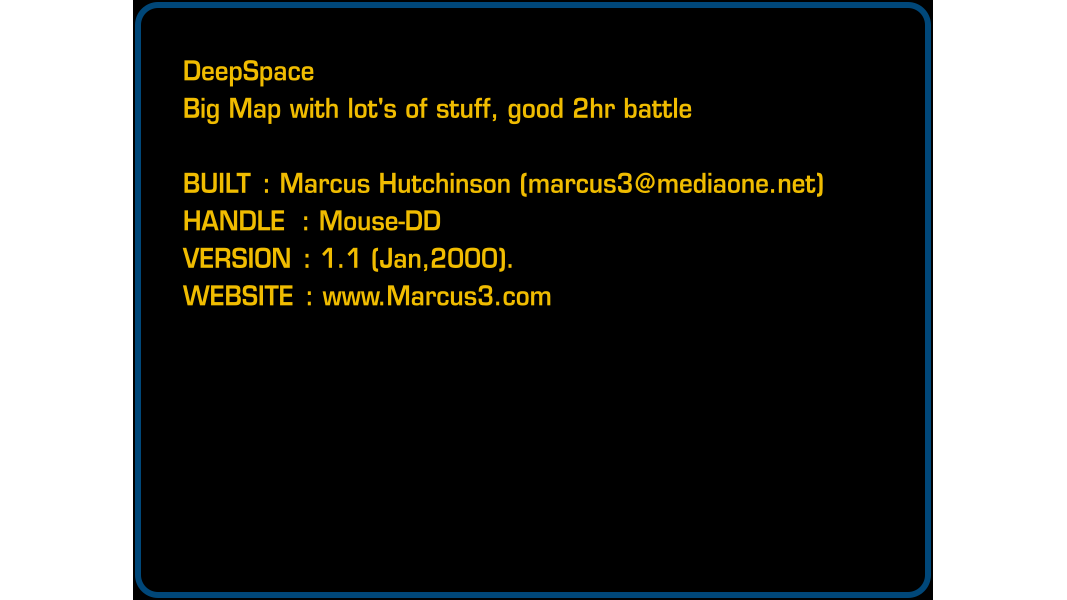 DeepSpace
Big Map with lot's of stuff, good 2hr battle
BUILT : Marcus Hutchinson (marcus3@mediaone.net)
HANDLE : Mouse-DD
VERSION : 1.1 (Jan,2000).
WEBSITE : www.Marcus3.com